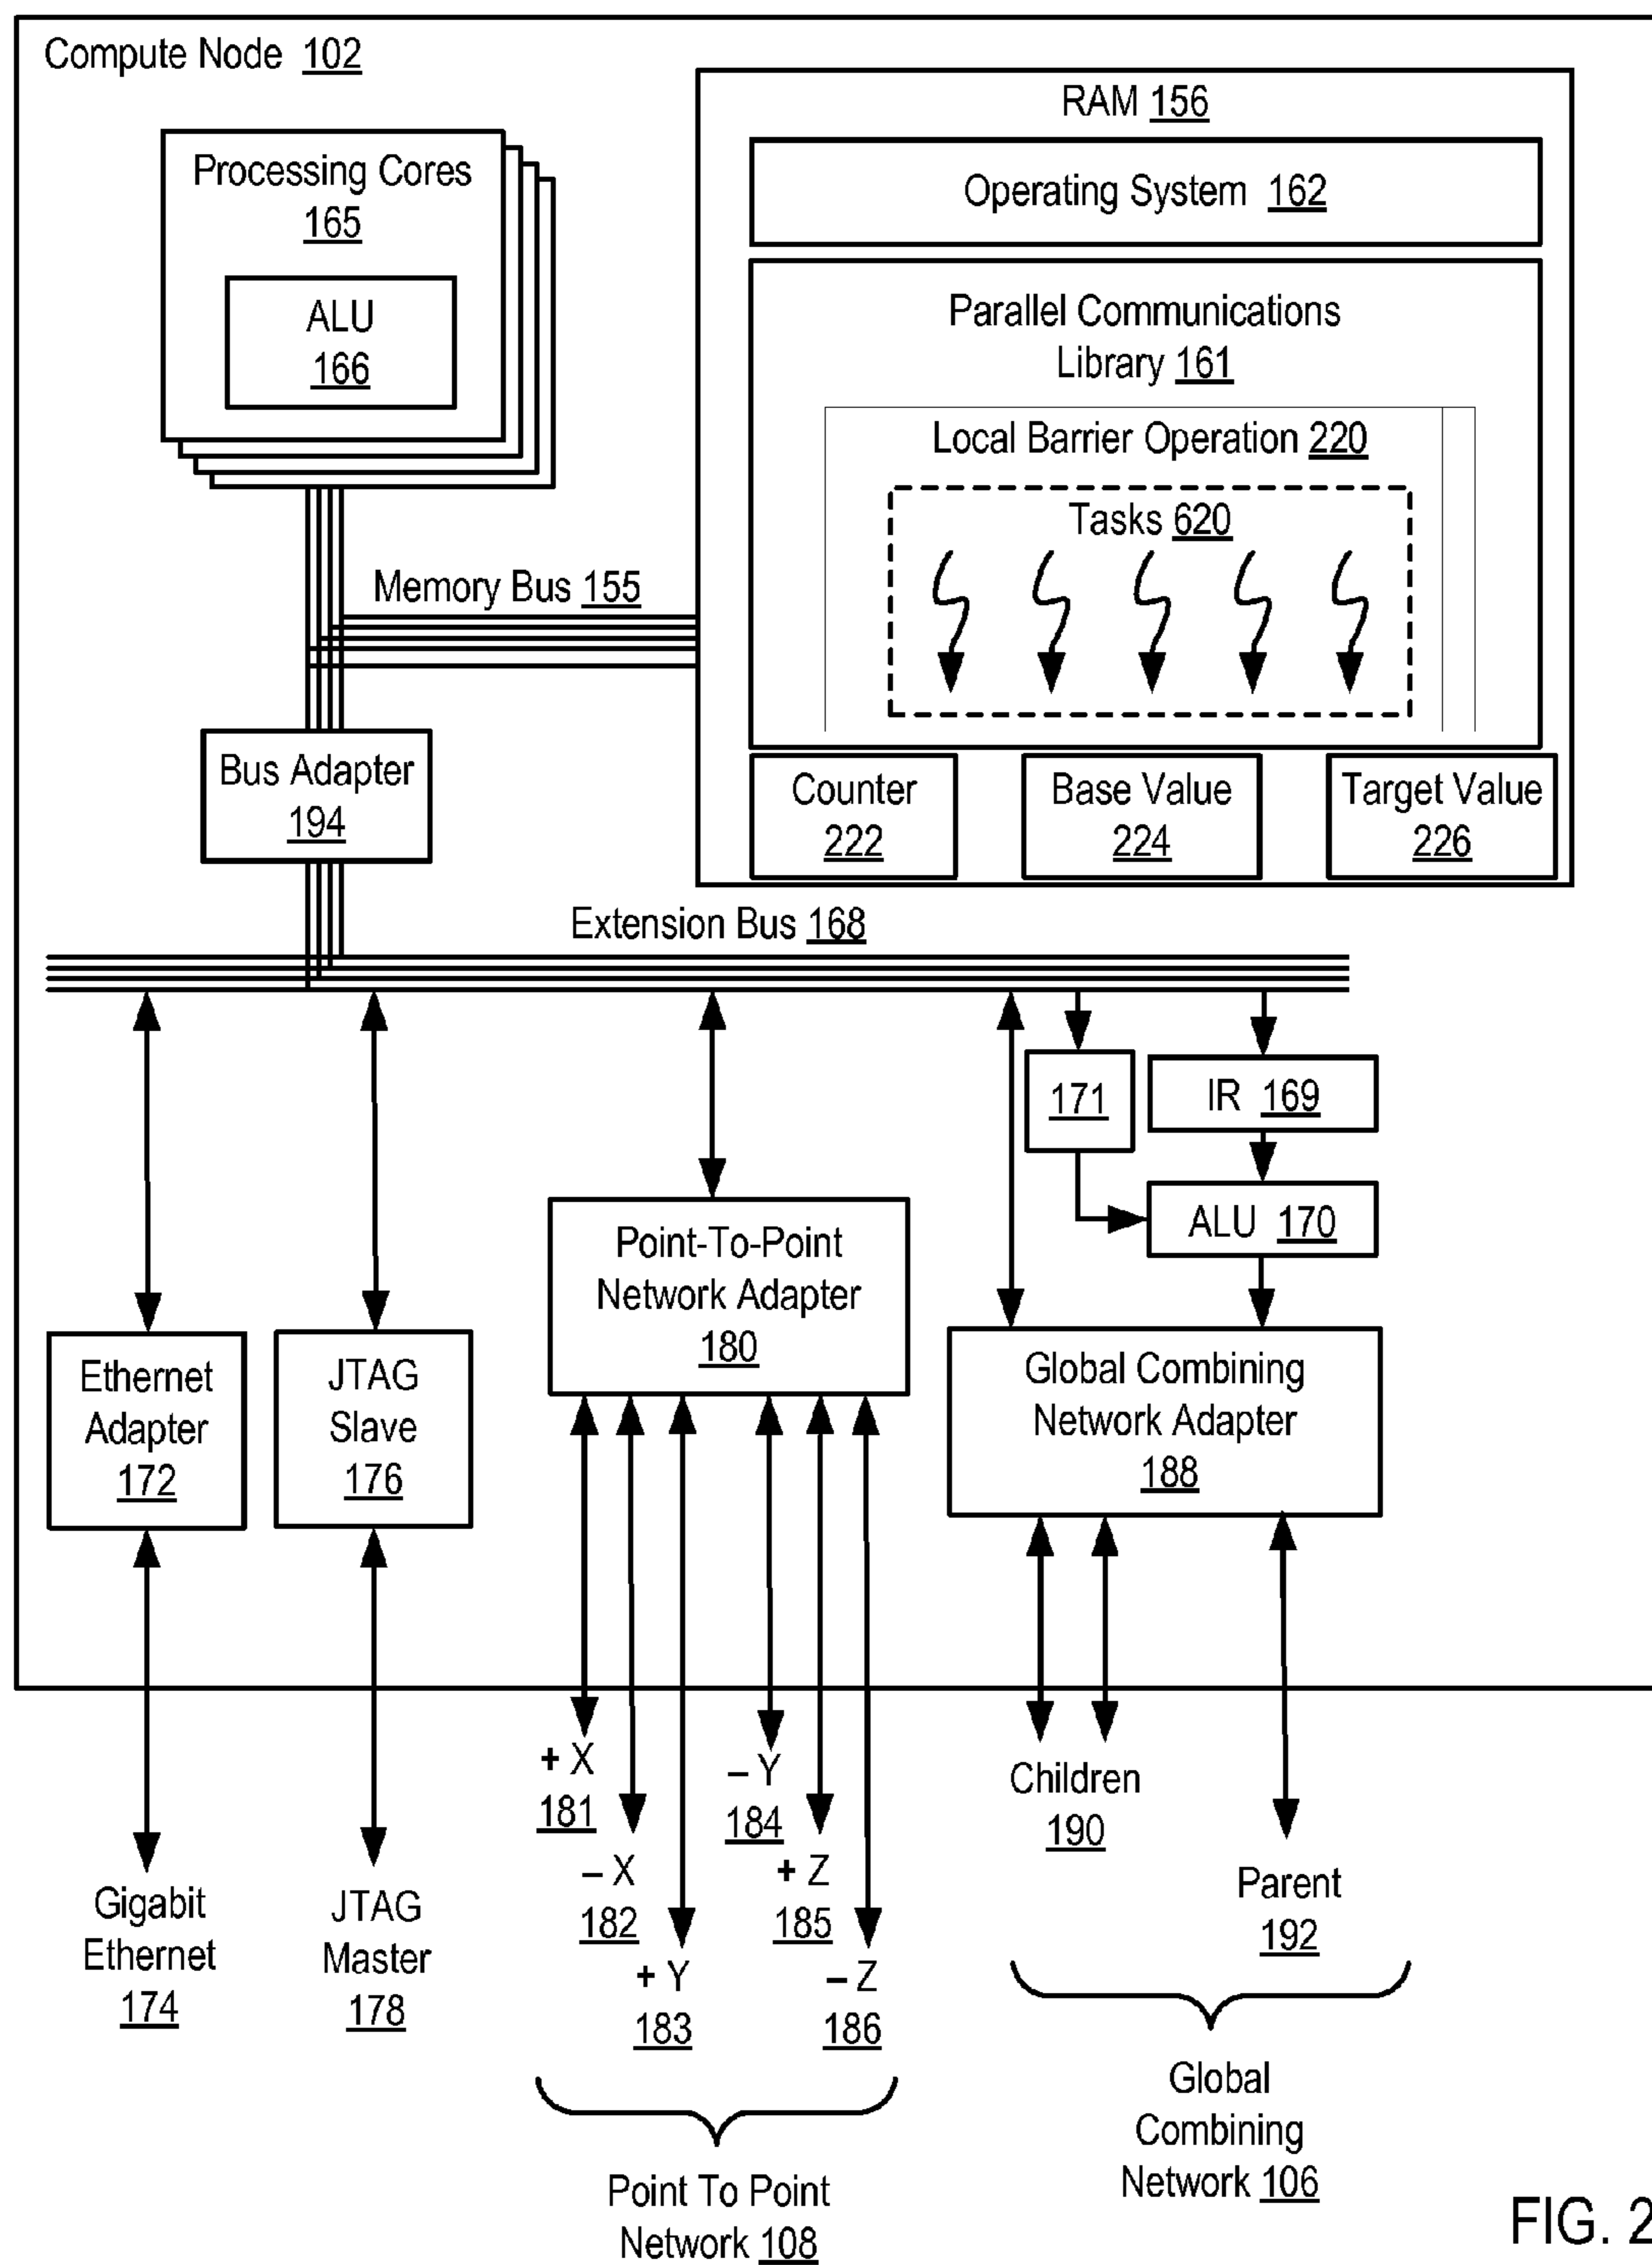 Compute Node 102
RAM 156
Operating System 162
Processing Cores
165
ALU
166
Parallel Communications
Library 161
Local Barrier Operation 220
Tasks 620
Memory Bus 155
Bus Adapter
194
Counter
222
Base Value
224
Target Value
226
Extension Bus 168
171
IR 169
ALU 170
Point-To-Point
Network Adapter
180
Ethernet
Adapter
172
JTAG
Slave
176
Global Combining
Network Adapter
188
+ X
181
– X
182
+ Y
183
– Y
184
+ Z
185
– Z
186
Children
190
Parent
192
Gigabit
Ethernet
174
JTAG
Master
178
Global
Combining
Network 106
Point To Point
Network 108
FIG. 2